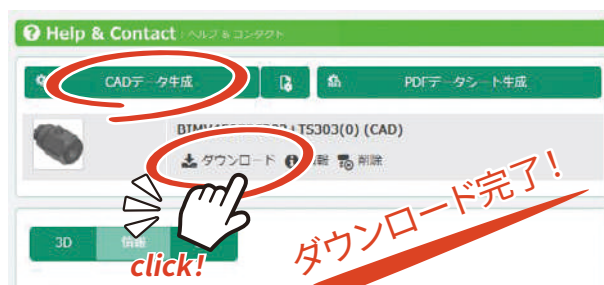 Help & Contact | ヘルプ & コンタクト
CADデータ生成
PDFデータシート生成
TS303(0) (CAD)
ダウンロード
削除
ダウンロード完了!
3D
click!